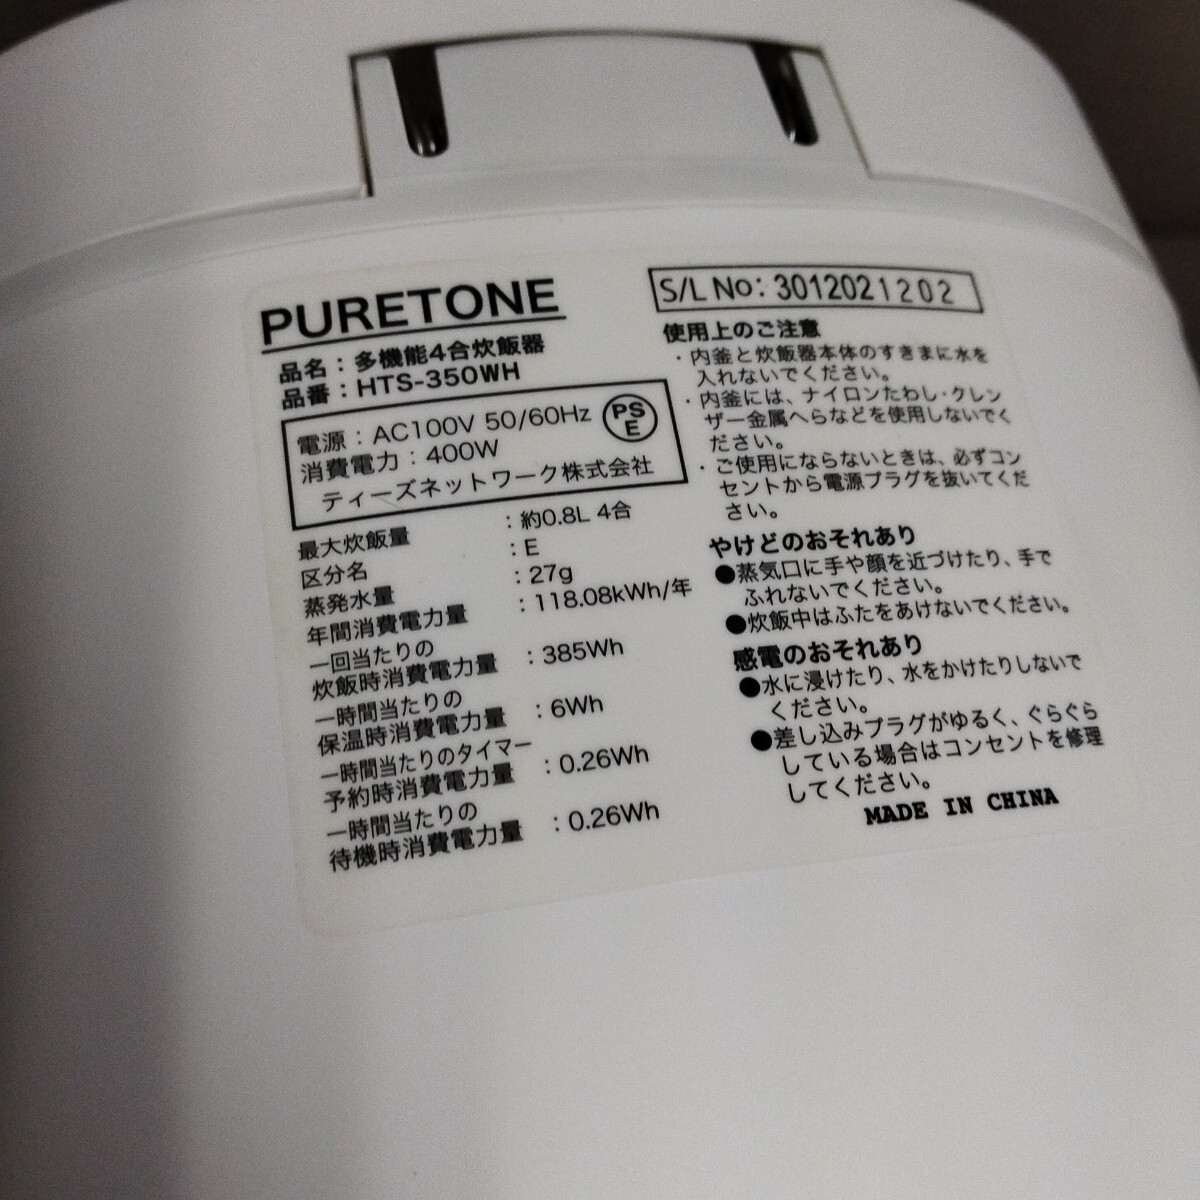 PURETONE
品名：多機能4合炊飯器
品番：HTS-350WH
電源：AC100V 50/60Hz
PS
E
消費電力：400W
ティーズネットワーク株式会社
最大炊飯量：約0.8L 4合
区分名：E
蒸発水量：27g
年間消費電力量：118.08kWh/年
一回当たりの
炊飯時消費電力量：385Wh
一時間当たりの
保温時消費電力量：6Wh
一時間当たりのタイマー
予約時消費電力量：0.26Wh
一時間当たりの
待機時消費電力量：0.26Wh
S/L No：3012021202
使用上のご注意
・内釜と炊飯器本体のすきまに水を
入れないでください。
・内釜には、ナイロンたわし・クレン
ザー金属へらなどを使用しないでく
ださい。
・ご使用にならないときは、必ずコン
セントから電源プラグを抜いてくだ
さい。
やけどのおそれあり
●蒸気口に手や顔を近づけたり、手で
ふれないでください。
●炊飯中はふたをあけないでください。
感電のおそれあり
●水に浸けたり、水をかけたりしないで
ください。
●差し込みプラグがゆるく、ぐらぐら
している場合はコンセントを修理
してください。
MADE IN CHINA